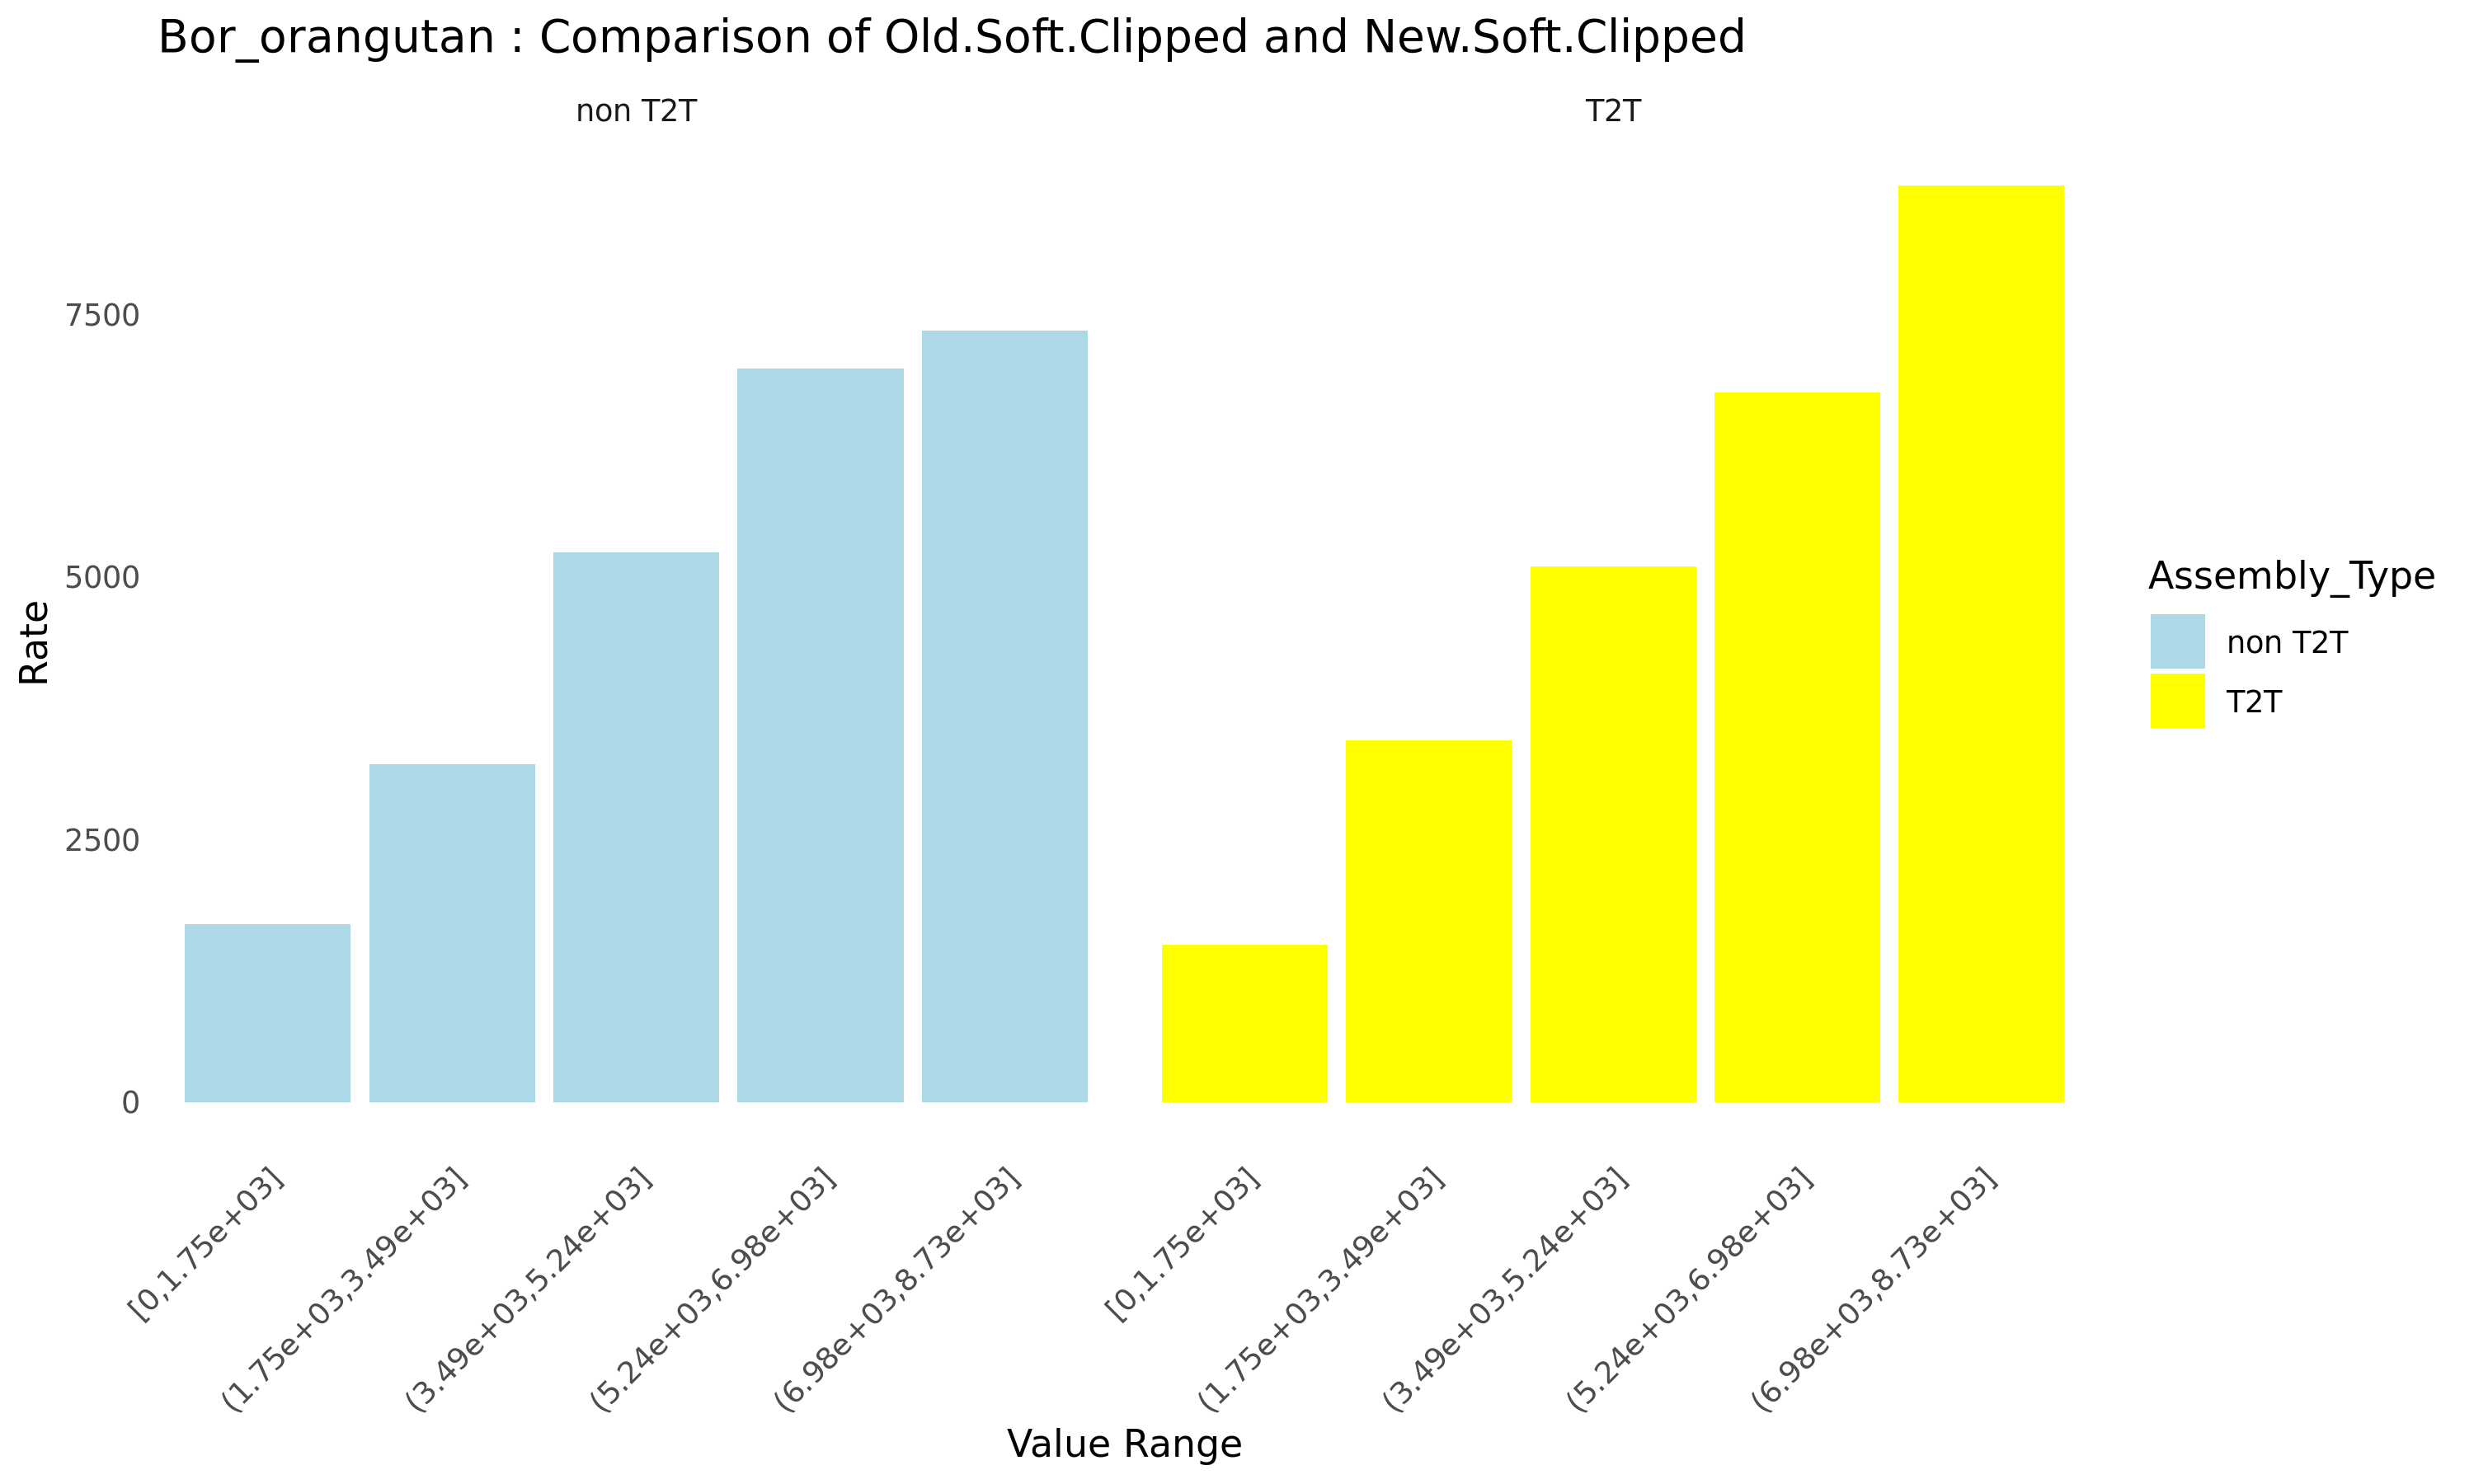 Bor_orangutan : Comparison of Old.Soft.Clipped and New.Soft.Clipped
non T2T
T2T
7500
5000
2500
0
Rate
[0,1.75e+03]
(1.75e+03,3.49e+03]
(3.49e+03,5.24e+03]
(5.24e+03,6.98e+03]
(6.98e+03,8.73e+03]
[0,1.75e+03]
(1.75e+03,3.49e+03]
(3.49e+03,5.24e+03]
(5.24e+03,6.98e+03]
(6.98e+03,8.73e+03]
Value Range
Assembly_Type
non T2T
T2T